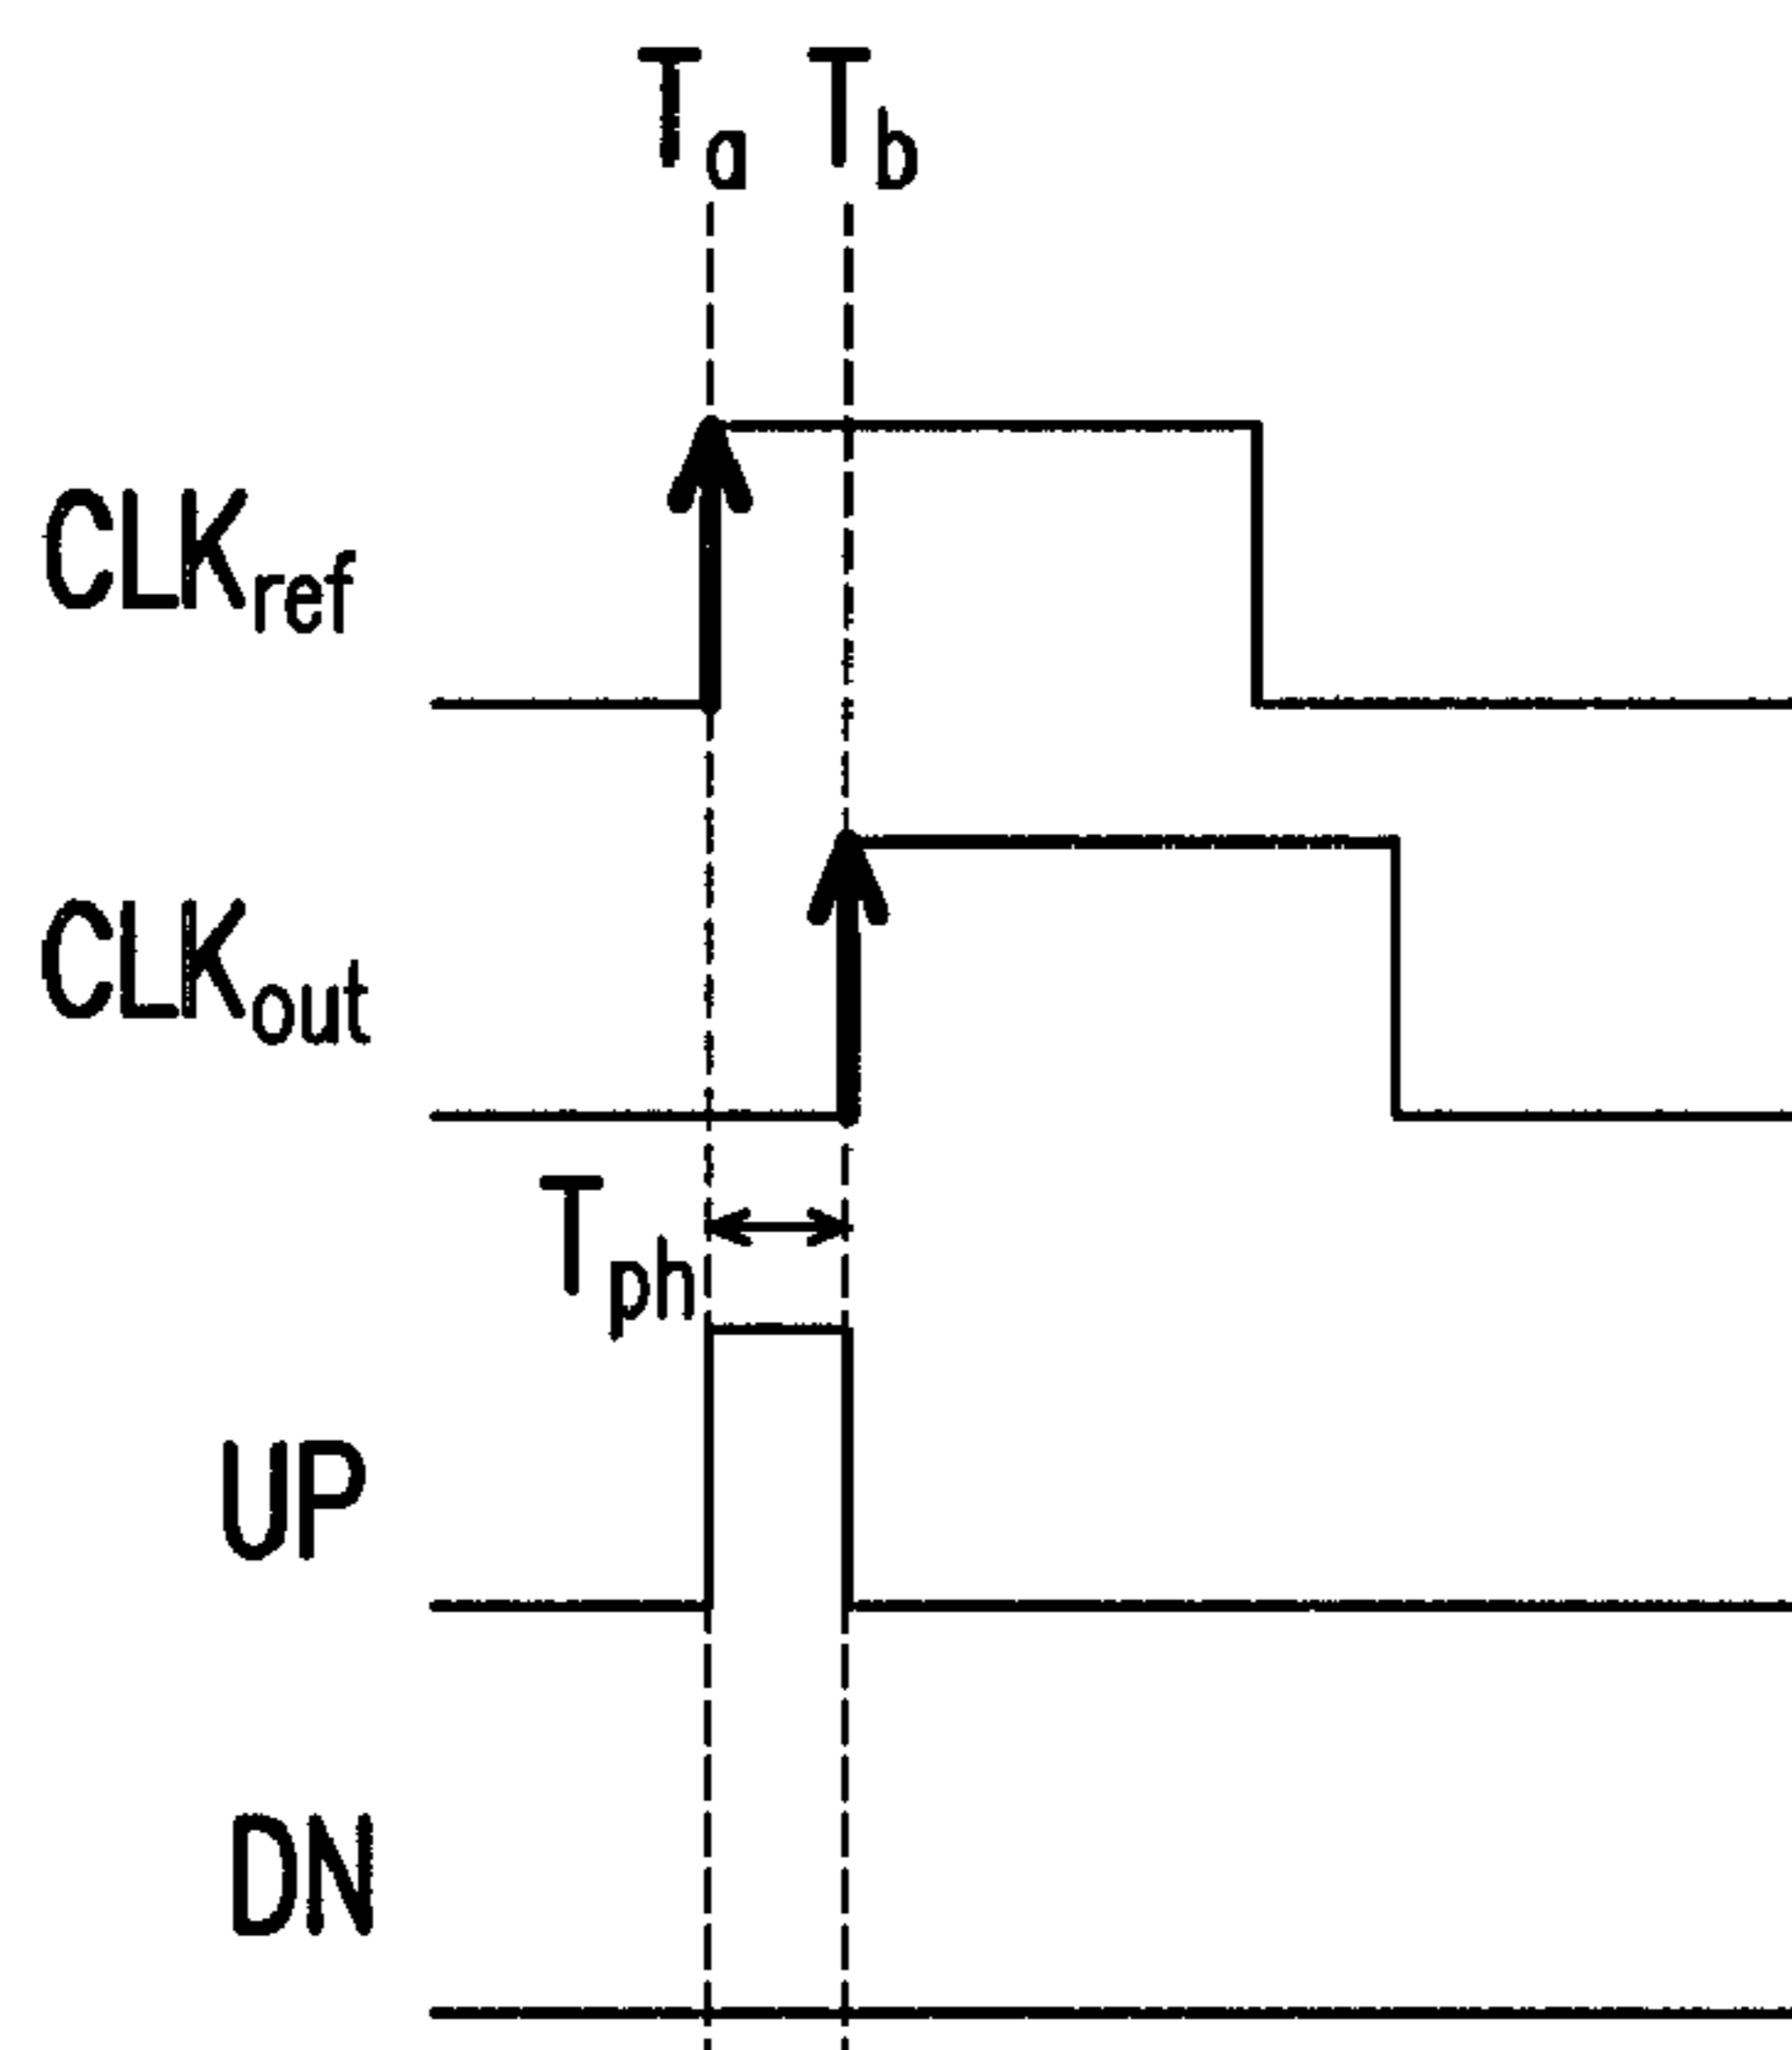 Ta Tb
CLKref
CLKout
Tph
UP
DN